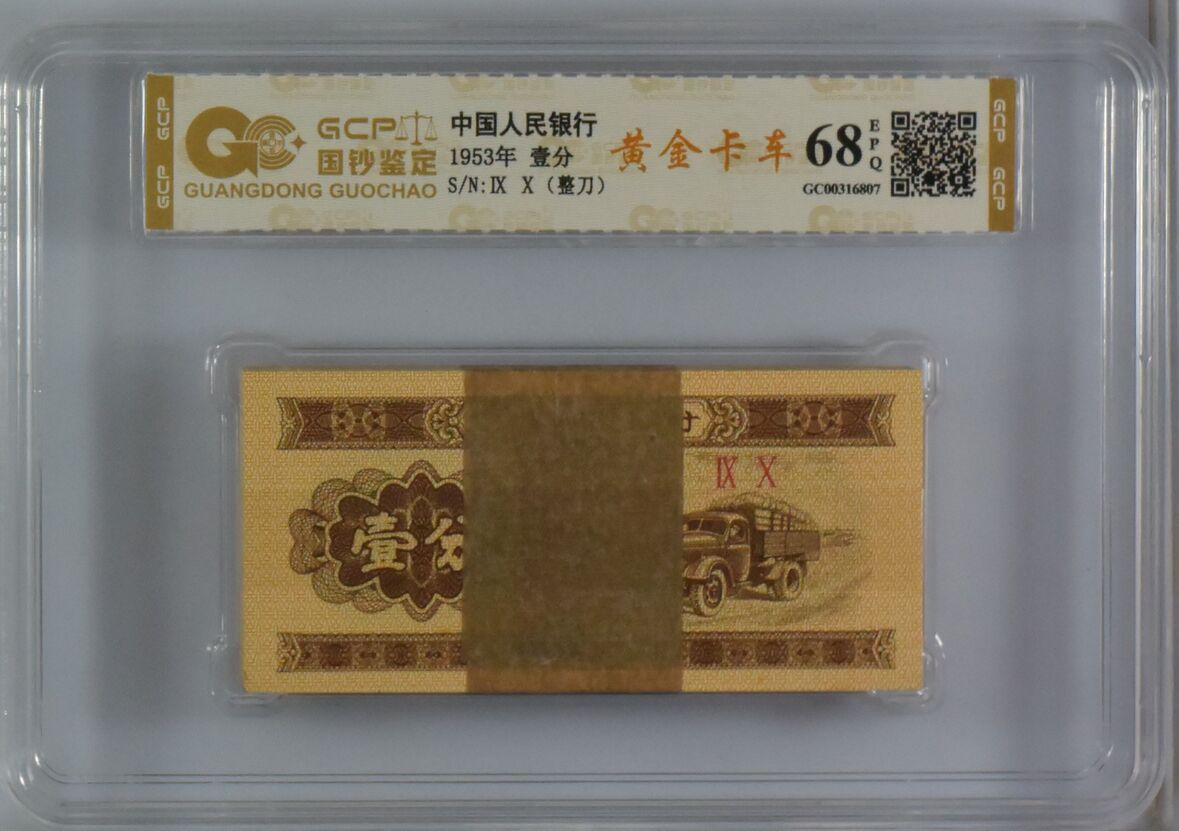 GCP
GCP
GCP
国钞鉴定
GUANGDONG GUOCHAO
中国人民银行
1953年 壹分
S/N:Ⅸ Ⅹ（整刀）
黄金卡车
68
EPQ
GC00316807
GCP
GCP
Ⅸ Ⅹ
壹分